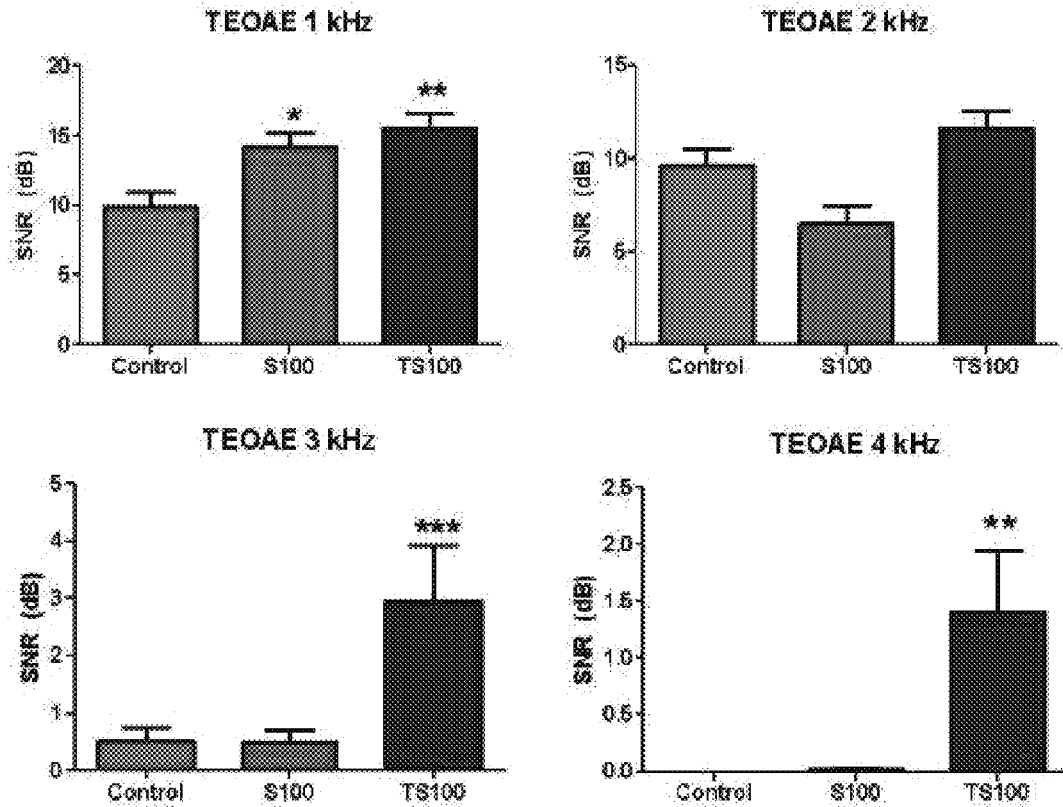 TEOAE 1 kHz
SNR (dB)
20
15
10
5
0
*
**
Control S100 TS100
TEOAE 2 kHz
SNR (dB)
15
10
5
0
Control S100 TS100
TEOAE 3 kHz
SNR (dB)
5
4
3
2
1
0
***
Control S100 TS100
TEOAE 4 kHz
SNR (dB)
2.5
2.0
1.5
1.0
0.5
0.0
**
Control S100 TS100